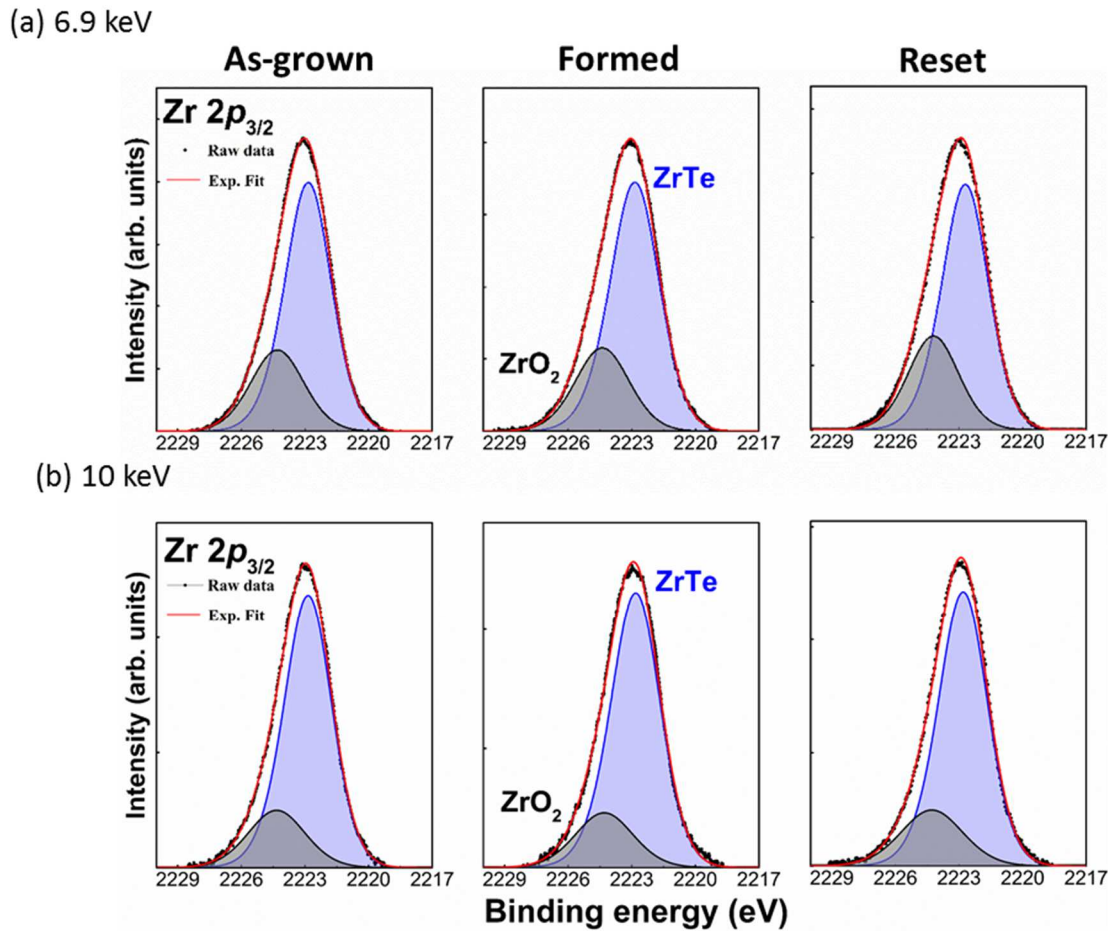 (a) 6.9 keV
As-grown
Formed
Reset
Zr 2p3/2
Raw data
Exp. Fit
ZrTe
ZrO2
Intensity (arb. units)
2229 2226 2223 2220 2217
2229 2226 2223 2220 2217
2229 2226 2223 2220 2217
(b) 10 keV
Zr 2p3/2
Raw data
Exp. Fit
ZrTe
ZrO2
Intensity (arb. units)
2229 2226 2223 2220 2217
2229 2226 2223 2220 2217
2229 2226 2223 2220 2217
Binding energy (eV)